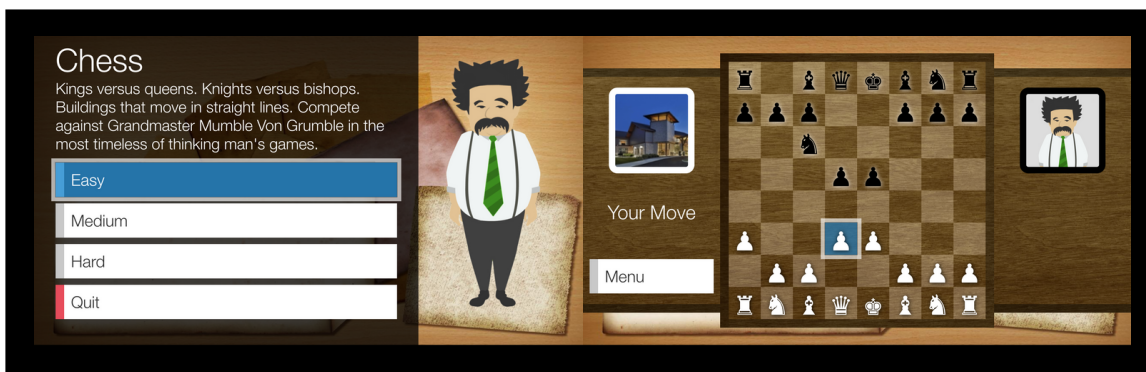 Chess
Kings versus queens. Knights versus bishops.
Buildings that move in straight lines. Compete
against Grandmaster Mumble Von Grumble in the
most timeless of thinking man's games.
Easy
Medium
Hard
Quit
Your Move
Menu